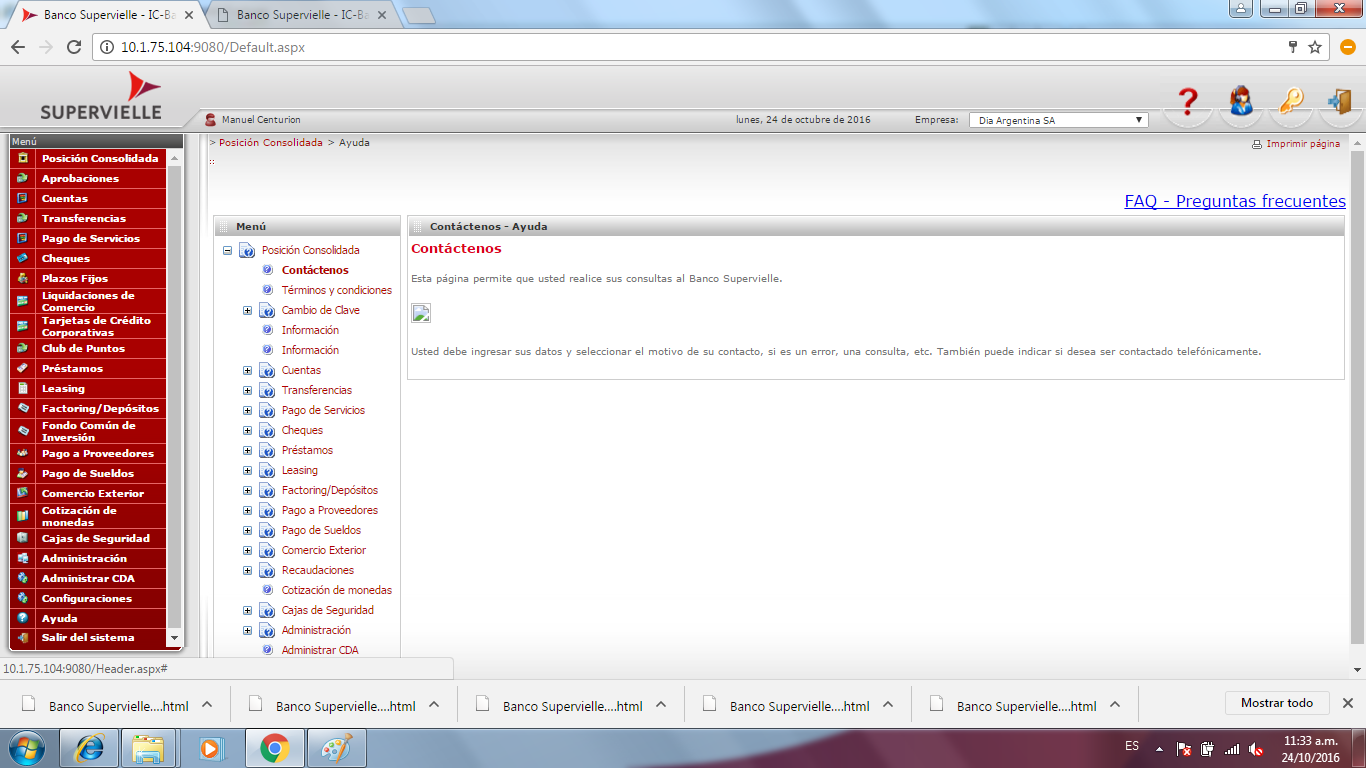 Banco Supervielle - IC-Ba
Banco Supervielle - IC-Ba
10.1.75.104:9080/Default.aspx
SUPERVIELLE
Manuel Centurion
lunes, 24 de octubre de 2016
Empresa:
Dia Argentina SA
Menú
Posición Consolidada
Aprobaciones
Cuentas
Transferencias
Pago de Servicios
Cheques
Plazos Fijos
Liquidaciones de
Comercio
Tarjetas de Crédito
Corporativas
Club de Puntos
Préstamos
Leasing
Factoring/Depósitos
Fondo Común de
Inversión
Pago a Proveedores
Pago de Sueldos
Comercio Exterior
Cotización de
monedas
Cajas de Seguridad
Administración
Administrar CDA
Configuraciones
Ayuda
Salir del sistema
> Posición Consolidada > Ayuda
Imprimir página
::
FAQ - Preguntas frecuentes
Menú
Posición Consolidada
Contáctenos
Términos y condiciones
Cambio de Clave
Información
Información
Cuentas
Transferencias
Pago de Servicios
Cheques
Préstamos
Leasing
Factoring/Depósitos
Pago a Proveedores
Pago de Sueldos
Comercio Exterior
Recaudaciones
Cotización de monedas
Cajas de Seguridad
Administración
Administrar CDA
Contáctenos - Ayuda
Contáctenos
Esta página permite que usted realice sus consultas al Banco Supervielle.
Usted debe ingresar sus datos y seleccionar el motivo de su contacto, si es un error, una consulta, etc. También puede indicar si desea ser contactado telefónicamente.
10.1.75.104:9080/Header.aspx#
Banco Supervielle....html
Banco Supervielle....html
Banco Supervielle....html
Banco Supervielle....html
Banco Supervielle....html
Mostrar todo
ES
11:33 a.m.
24/10/2016